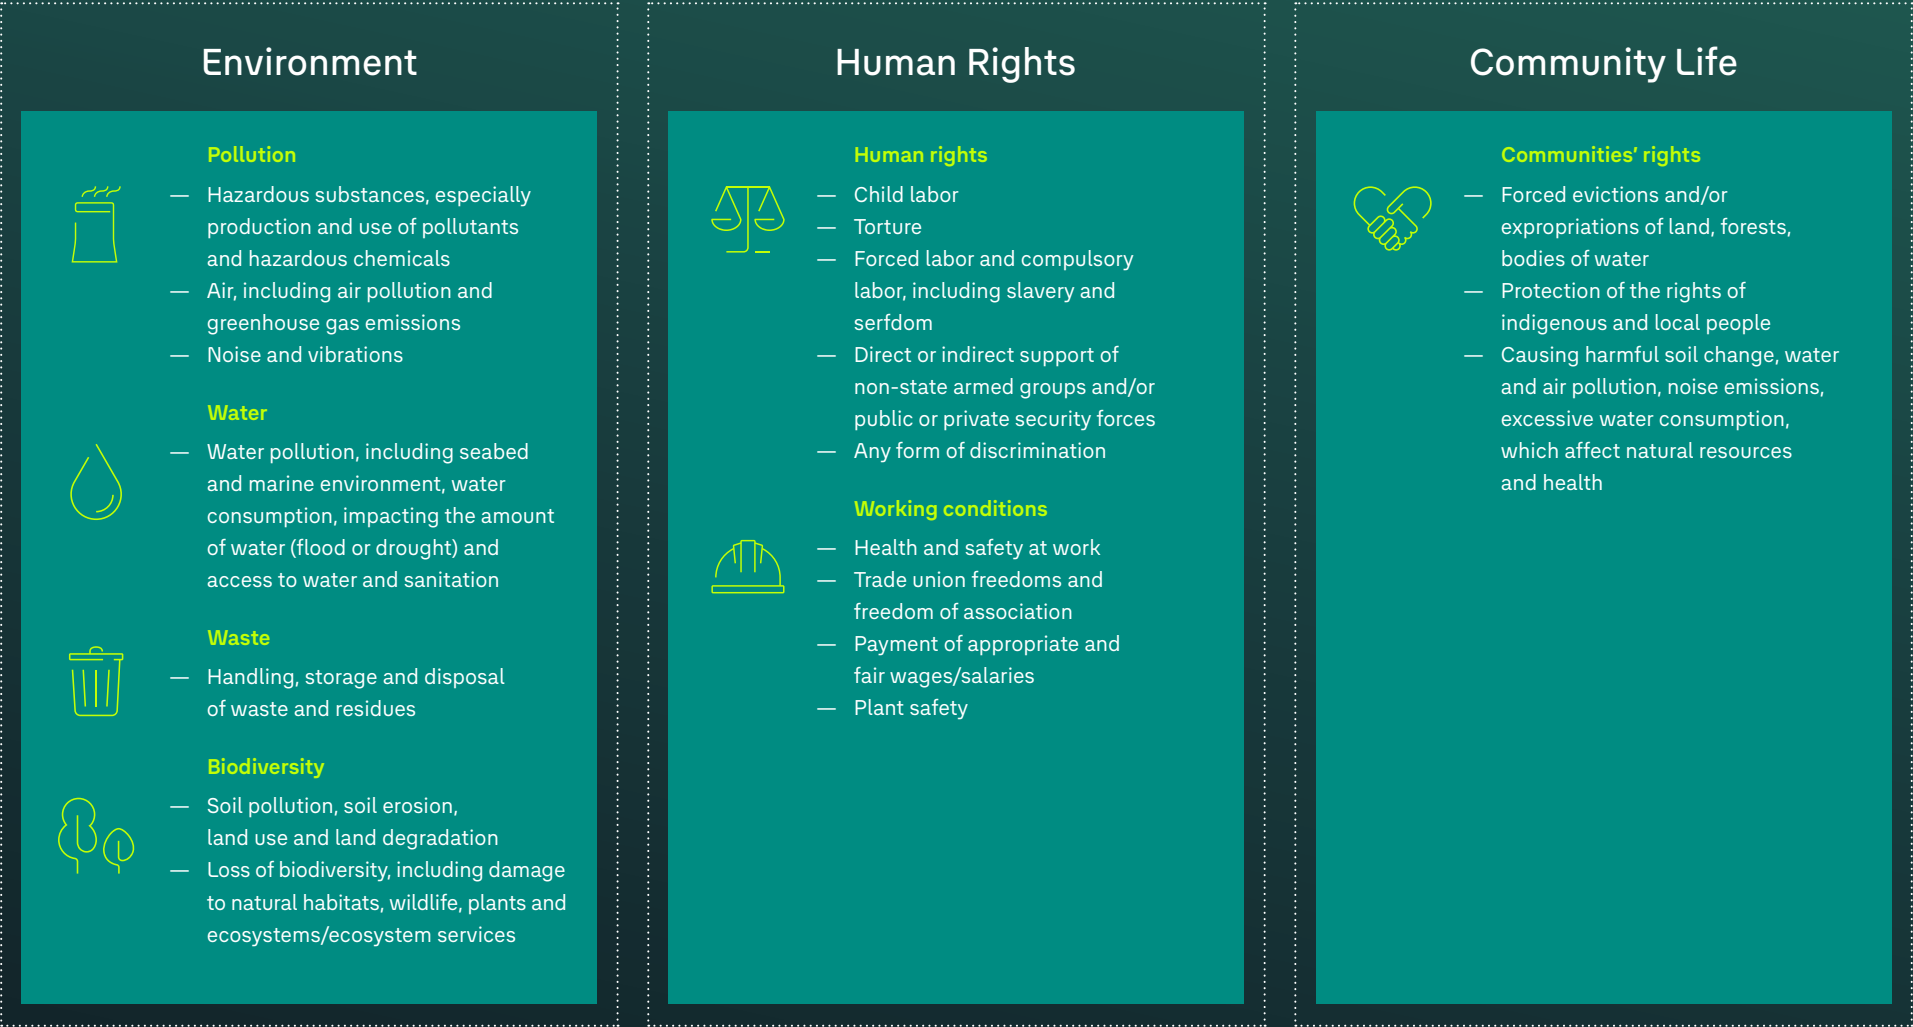 Environment
Pollution
— Hazardous substances, especially
production and use of pollutants
and hazardous chemicals
— Air, including air pollution and
greenhouse gas emissions
— Noise and vibrations
Water
— Water pollution, including seabed
and marine environment, water
consumption, impacting the amount
of water (flood or drought) and
access to water and sanitation
Waste
— Handling, storage and disposal
of waste and residues
Biodiversity
— Soil pollution, soil erosion,
land use and land degradation
— Loss of biodiversity, including damage
to natural habitats, wildlife, plants and
ecosystems/ecosystem services
Human Rights
Human rights
— Child labor
— Torture
— Forced labor and compulsory
labor, including slavery and
serfdom
— Direct or indirect support of
non-state armed groups and/or
public or private security forces
— Any form of discrimination
Working conditions
— Health and safety at work
— Trade union freedoms and
freedom of association
— Payment of appropriate and
fair wages/salaries
— Plant safety
Community Life
Communities’ rights
— Forced evictions and/or
expropriations of land, forests,
bodies of water
— Protection of the rights of
indigenous and local people
— Causing harmful soil change, water
and air pollution, noise emissions,
excessive water consumption,
which affect natural resources
and health